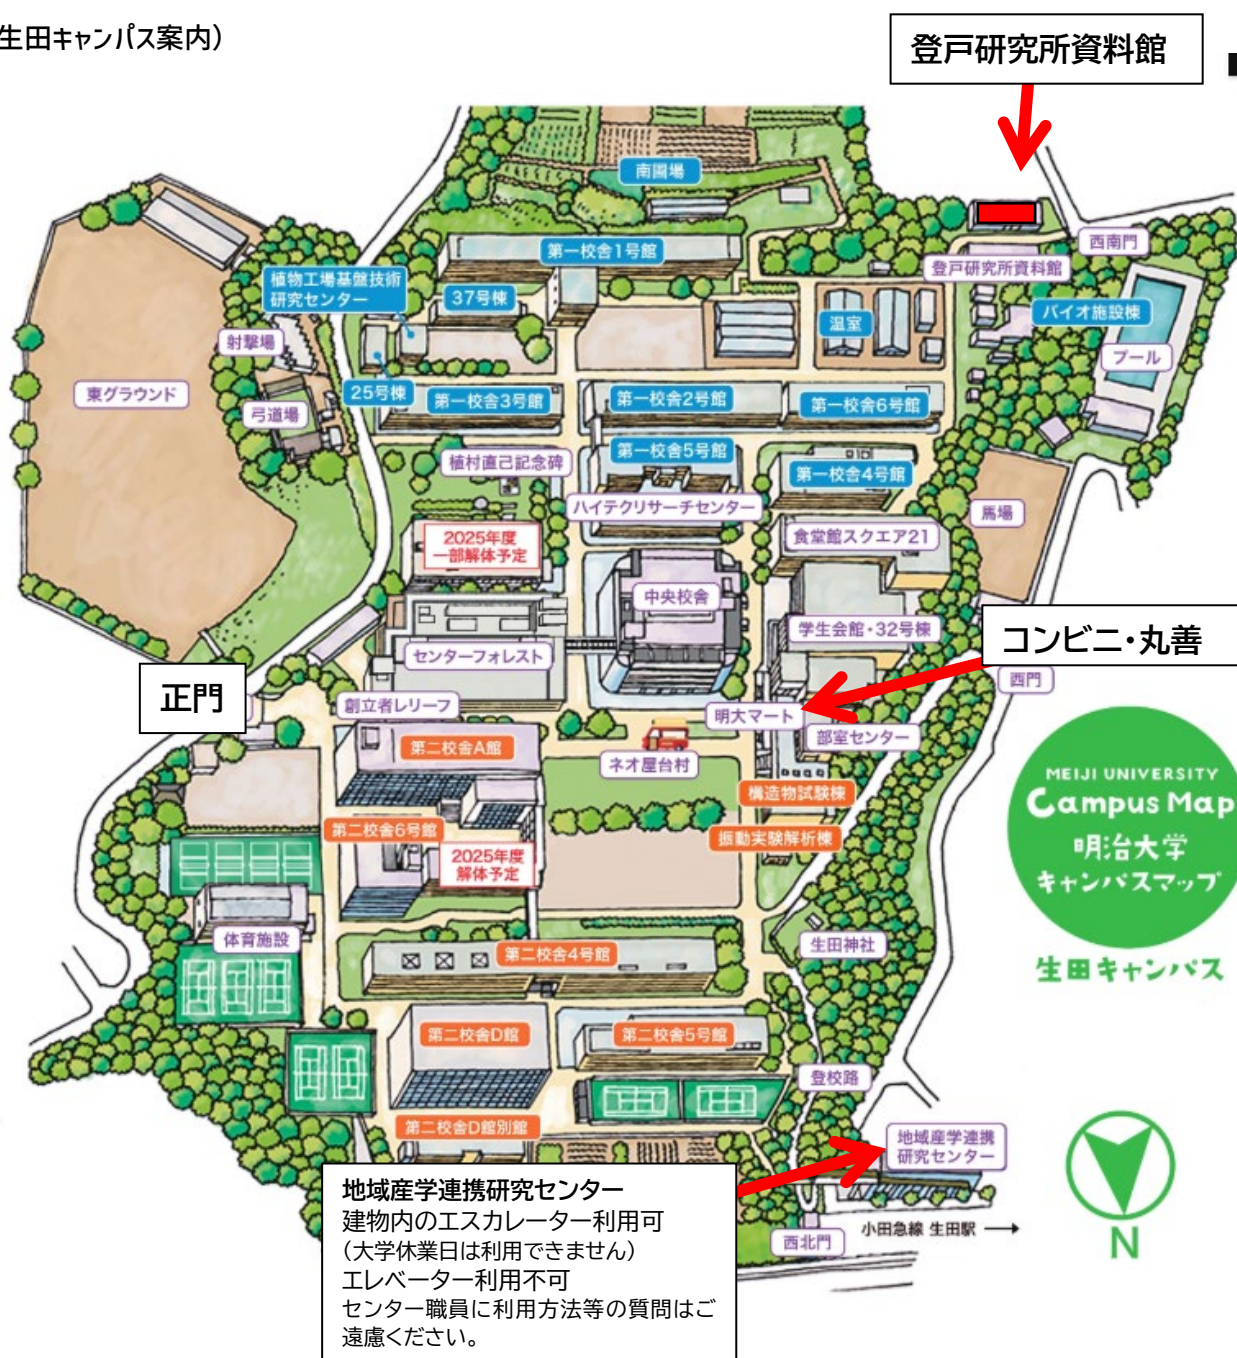 生田キャンパス案内)
登戸研究所資料館
南圃場
第一校舎1号館
西南門
登戸研究所資料館
植物工場基盤技術
研究センター
37号棟
温室
バイオ施設棟
射撃場
プール
東グラウンド
25号棟
第一校舎3号館
第一校舎2号館
第一校舎6号館
弓道場
植村直己記念碑
第一校舎5号館
第一校舎4号館
ハイテクリサーチセンター
馬場
2025年度
一部解体予定
食堂館スクエア21
中央校舎
学生会館・32号棟
コンビニ・丸善
センターフォレスト
西門
正門
創立者レリーフ
明大マート
部室センター
第二校舎A館
ネオ屋台村
MEIJI UNIVERSITY
Campus Map
明治大学
キャンパスマップ
生田キャンパス
構造物試験棟
第二校舎6号館
振動実験解析棟
2025年度
解体予定
体育施設
第二校舎4号館
生田神社
第二校舎D館
第二校舎5号館
登校路
第二校舎D館別館
地域産学連携
研究センター
地域産学連携研究センター
建物内のエスカレーター利用可
(大学休業日は利用できません)
エレベーター利用不可
センター職員に利用方法等の質問はご
遠慮ください。
西北門
小田急線 生田駅
N